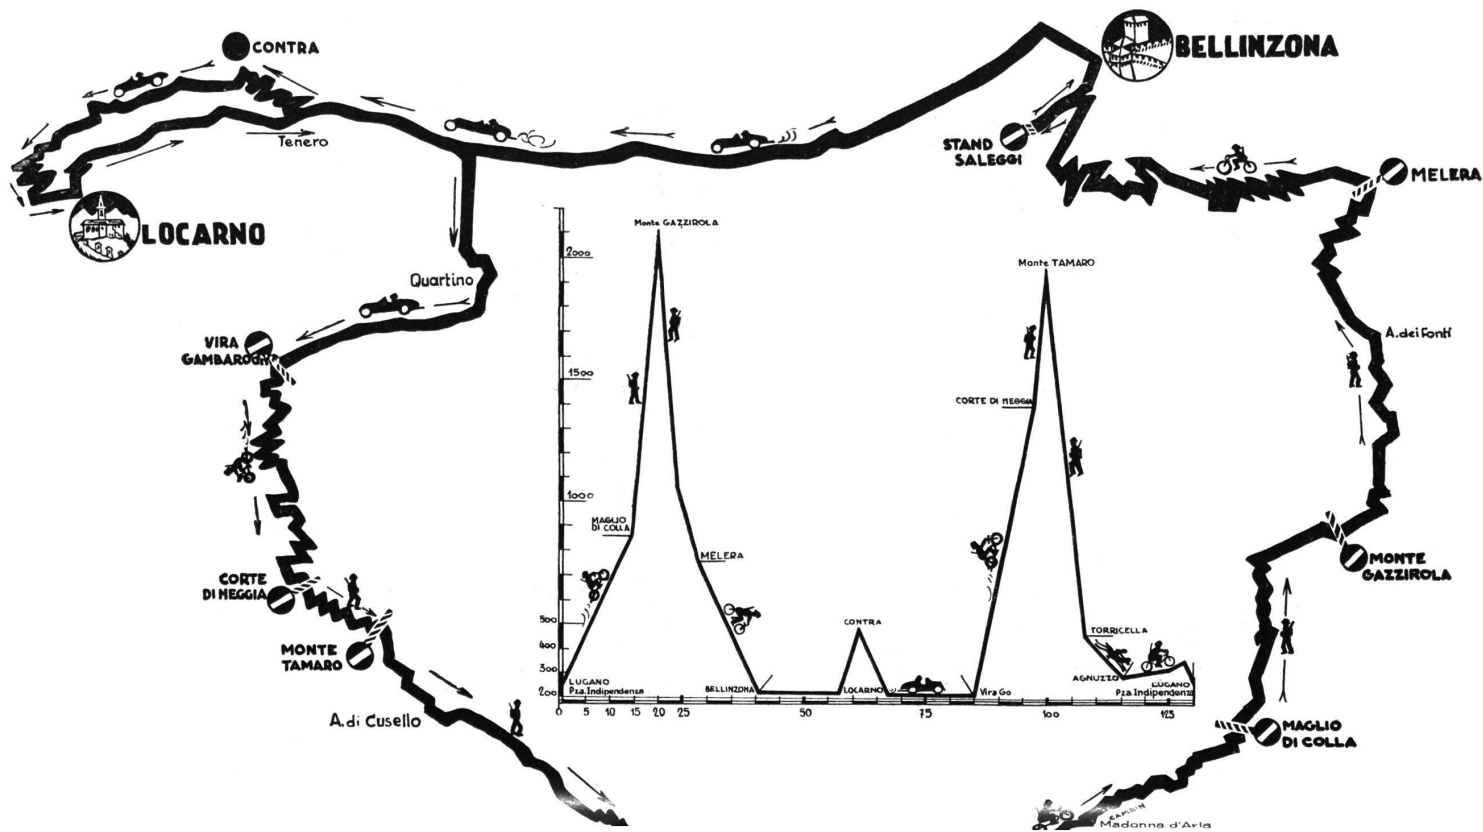 CONTRA
BELLINZONA
Tenero
STAND
SALEGGI
MELERA
LOCARNO
Quartino
VIRA
GAMBAROGNO
A. dei Fonti
CORTE
DI NEGGIA
MONTE
TAMARO
A. di Cusello
MONTE
GAZZIROLA
MAGLIO
DI COLLA
CAMOIN
Madonna d'Arla
Monte GAZZIROLA
Monte TAMARO
2000
1500
CORTE DI NEGGIA
1000
MAGLIO
DI COLLA
MELERA
500
400
300
200
CONTRA
TORRICELLA
LUGANO
Pza. Indipendenza
BELLINZONA
LOCARNO
Vira Go
AGNUZZO
LUGANO
Pza. Indipendenza
0 5 10 15 20 25 50 75 100 125